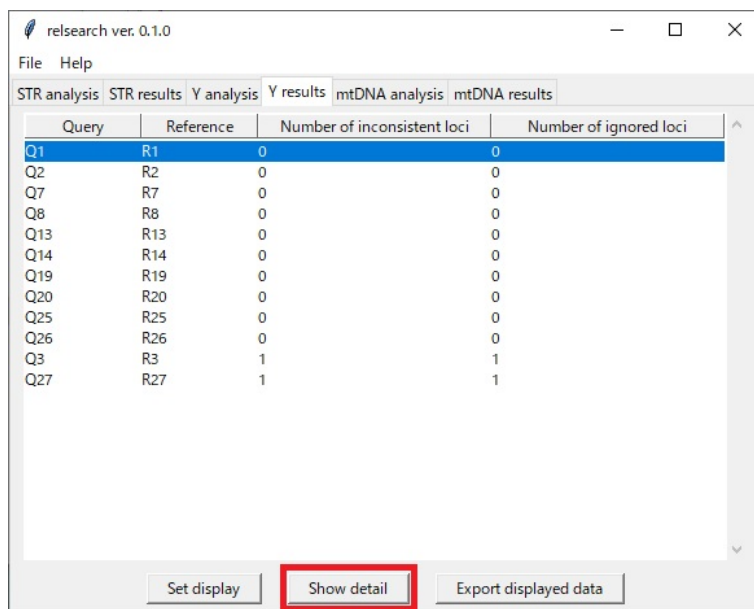 relsearch ver. 0.1.0
File Help
STR analysis STR results Y analysis Y results mtDNA analysis mtDNA results
Query Reference Number of inconsistent loci Number of ignored loci
Q1 R1 0 0
Q2 R2 0 0
Q7 R7 0 0
Q8 R8 0 0
Q13 R13 0 0
Q14 R14 0 0
Q19 R19 0 0
Q20 R20 0 0
Q25 R25 0 0
Q26 R26 0 0
Q3 R3 1 1
Q27 R27 1 1
Set display Show detail Export displayed data